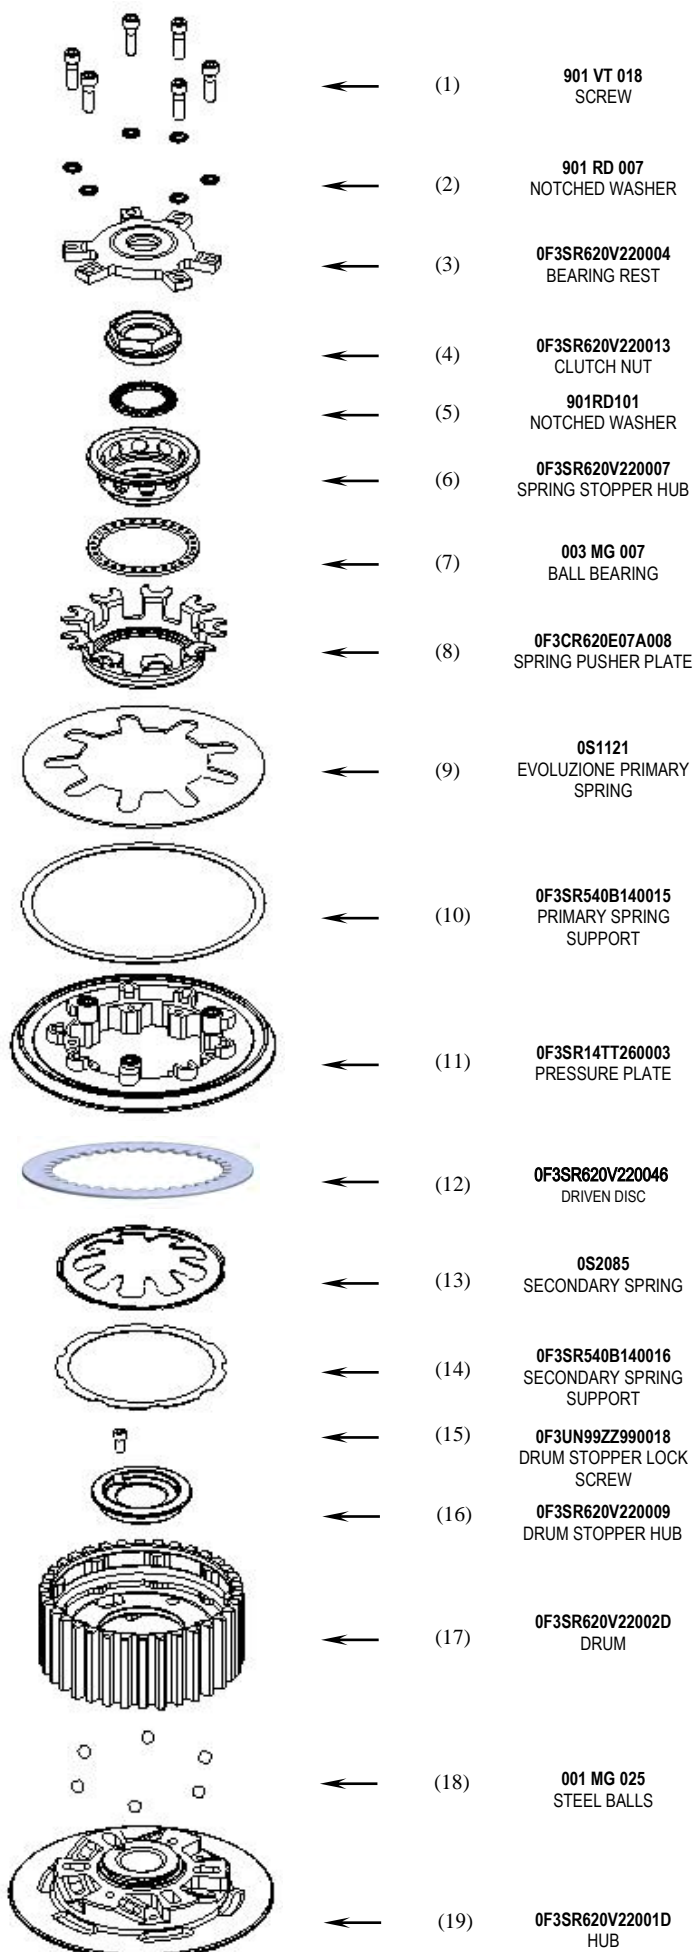 (1)
901 VT 018
SCREW
(2)
901 RD 007
NOTCHED WASHER
(3)
0F3SR620V220004
BEARING REST
(4)
0F3SR620V220013
CLUTCH NUT
(5)
901RD101
NOTCHED WASHER
(6)
0F3SR620V220007
SPRING STOPPER HUB
(7)
003 MG 007
BALL BEARING
(8)
0F3CR620E07A008
SPRING PUSHER PLATE
(9)
0S1121
EVOLUZIONE PRIMARY
SPRING
(10)
0F3SR540B140015
PRIMARY SPRING
SUPPORT
(11)
0F3SR14TT260003
PRESSURE PLATE
(12)
0F3SR620V220046
DRIVEN DISC
(13)
0S2085
SECONDARY SPRING
(14)
0F3SR540B140016
SECONDARY SPRING
SUPPORT
(15)
0F3UN99ZZ990018
DRUM STOPPER LOCK
SCREW
(16)
0F3SR620V220009
DRUM STOPPER HUB
(17)
0F3SR620V22002D
DRUM
(18)
001 MG 025
STEEL BALLS
(19)
0F3SR620V22001D
HUB